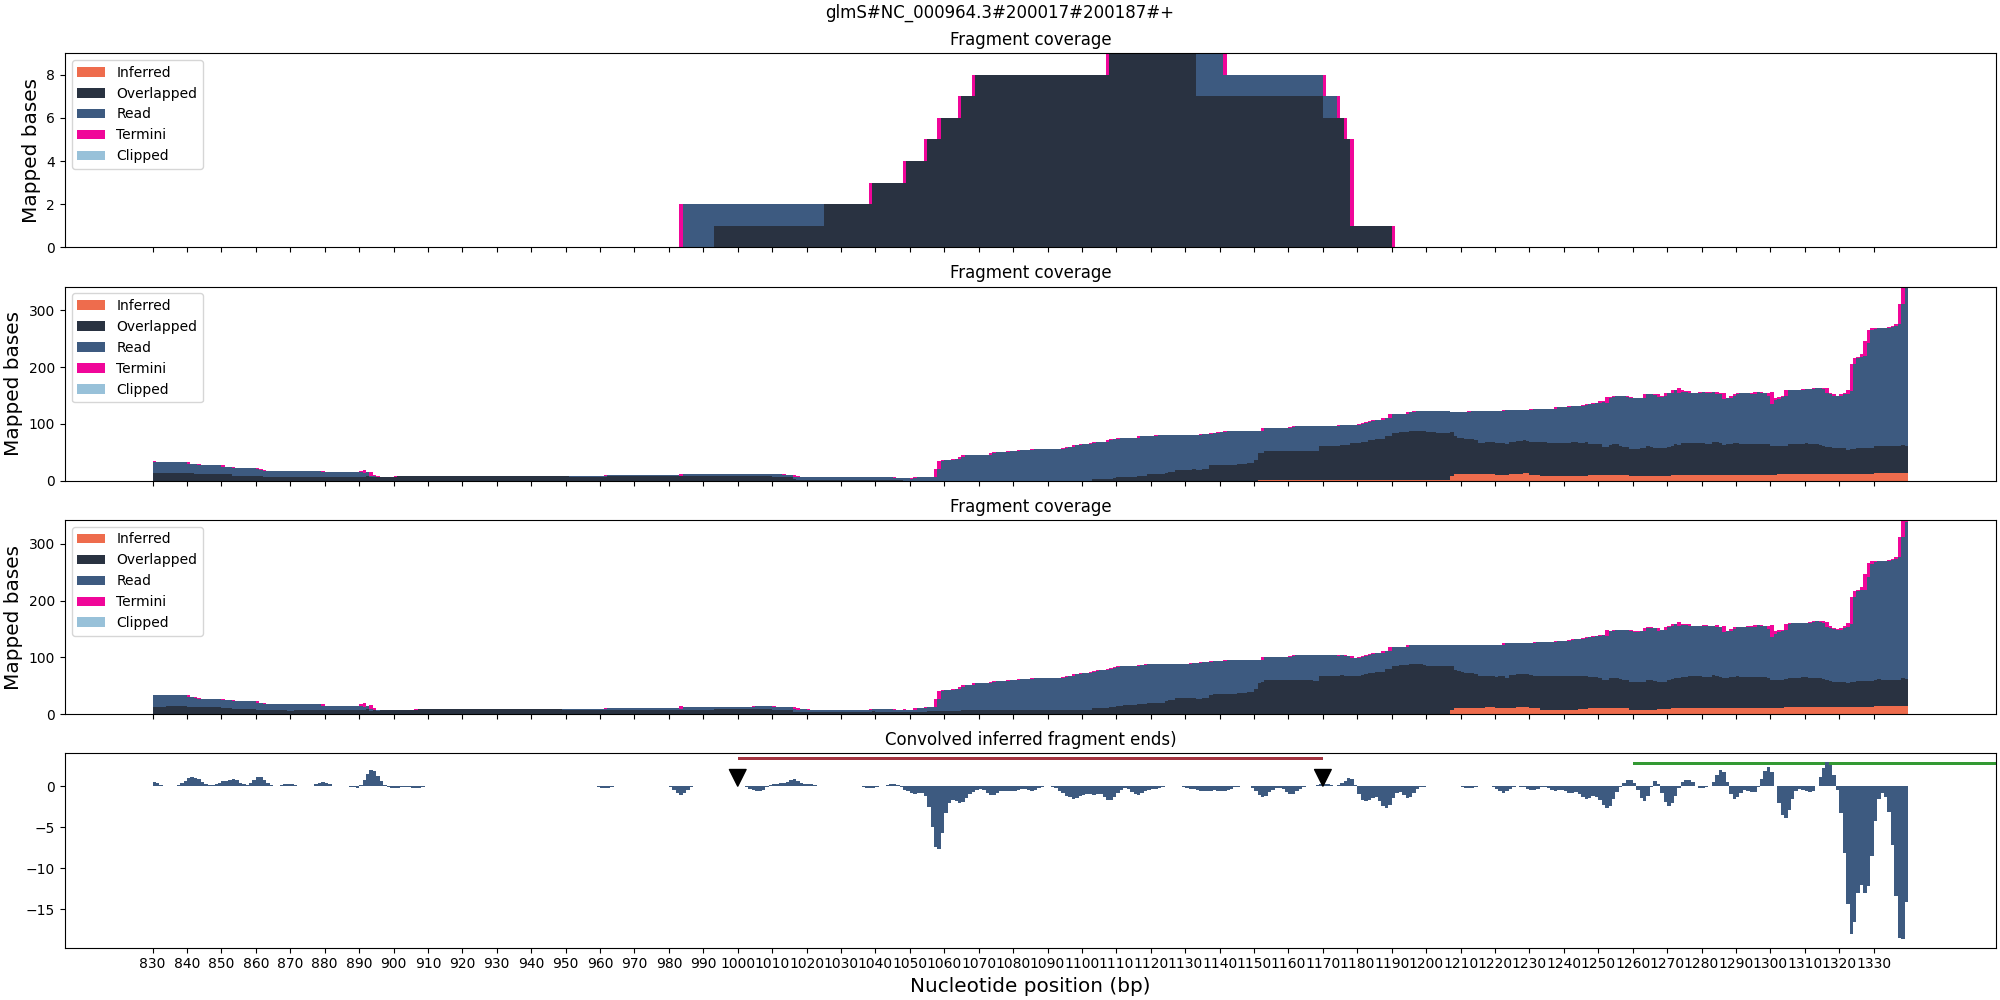 glmS#NC_000964.3#200017#200187#+
Fragment coverage
Mapped bases
8
6
4
2
0
Inferred
Overlapped
Read
Termini
Clipped
Fragment coverage
Mapped bases
300
200
100
0
Inferred
Overlapped
Read
Termini
Clipped
Fragment coverage
Mapped bases
300
200
100
0
Inferred
Overlapped
Read
Termini
Clipped
Convolved inferred fragment ends)
0
−5
−10
−15
830 840 850 860 870 880 890 900 910 920 930 940 950 960 970 980 990 1000 1010 1020 1030 1040 1050 1060 1070 1080 1090 1100 1110 1120 1130 1140 1150 1160 1170 1180 1190 1200 1210 1220 1230 1240 1250 1260 1270 1280 1290 1300 1310 1320 1330
Nucleotide position (bp)